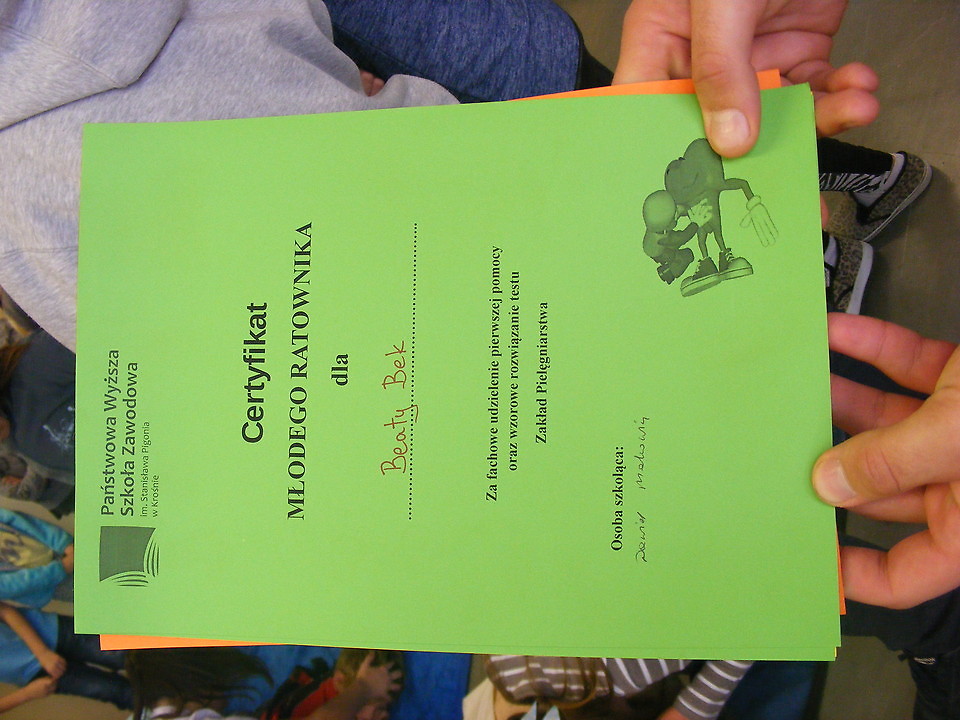 Państwowa Wyższa
Szkoła Zawodowa
im. Stanisława Pigonia
w Krośnie
Certyfikat
MŁODEGO RATOWNIKA
dla
Beaty Bek
Za fachowe udzielenie pierwszej pomocy
oraz wzorowe rozwiązanie testu
Zakład Pielęgniarstwa
Osoba szkoląca:
Dawid